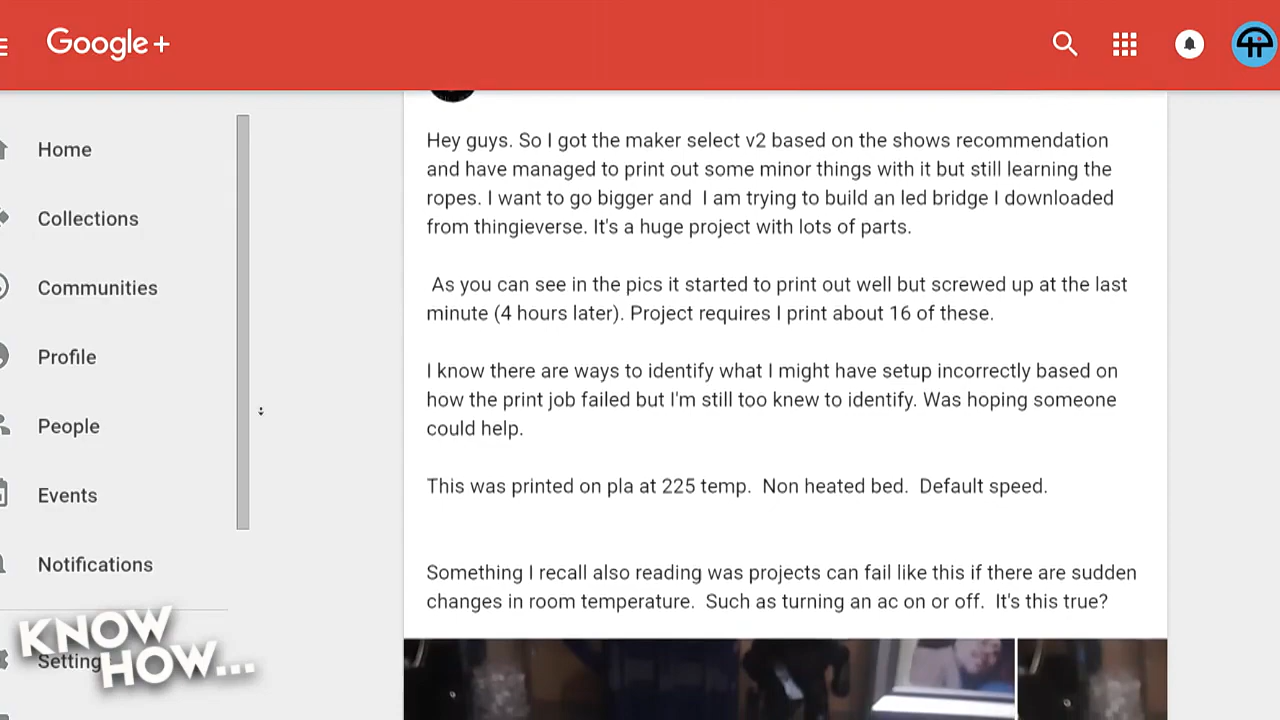 Google+
Home
Collections
Communities
Profile
People
Events
Notifications
Setting
KNOW
HOW...
Hey guys. So I got the maker select v2 based on the shows recommendation
and have managed to print out some minor things with it but still learning the
ropes. I want to go bigger and  I am trying to build an led bridge I downloaded
from thingieverse. It's a huge project with lots of parts.
As you can see in the pics it started to print out well but screwed up at the last
minute (4 hours later). Project requires I print about 16 of these.
I know there are ways to identify what I might have setup incorrectly based on
how the print job failed but I'm still too knew to identify. Was hoping someone
could help.
This was printed on pla at 225 temp.  Non heated bed.  Default speed.
Something I recall also reading was projects can fail like this if there are sudden
changes in room temperature.  Such as turning an ac on or off.  It's this true?